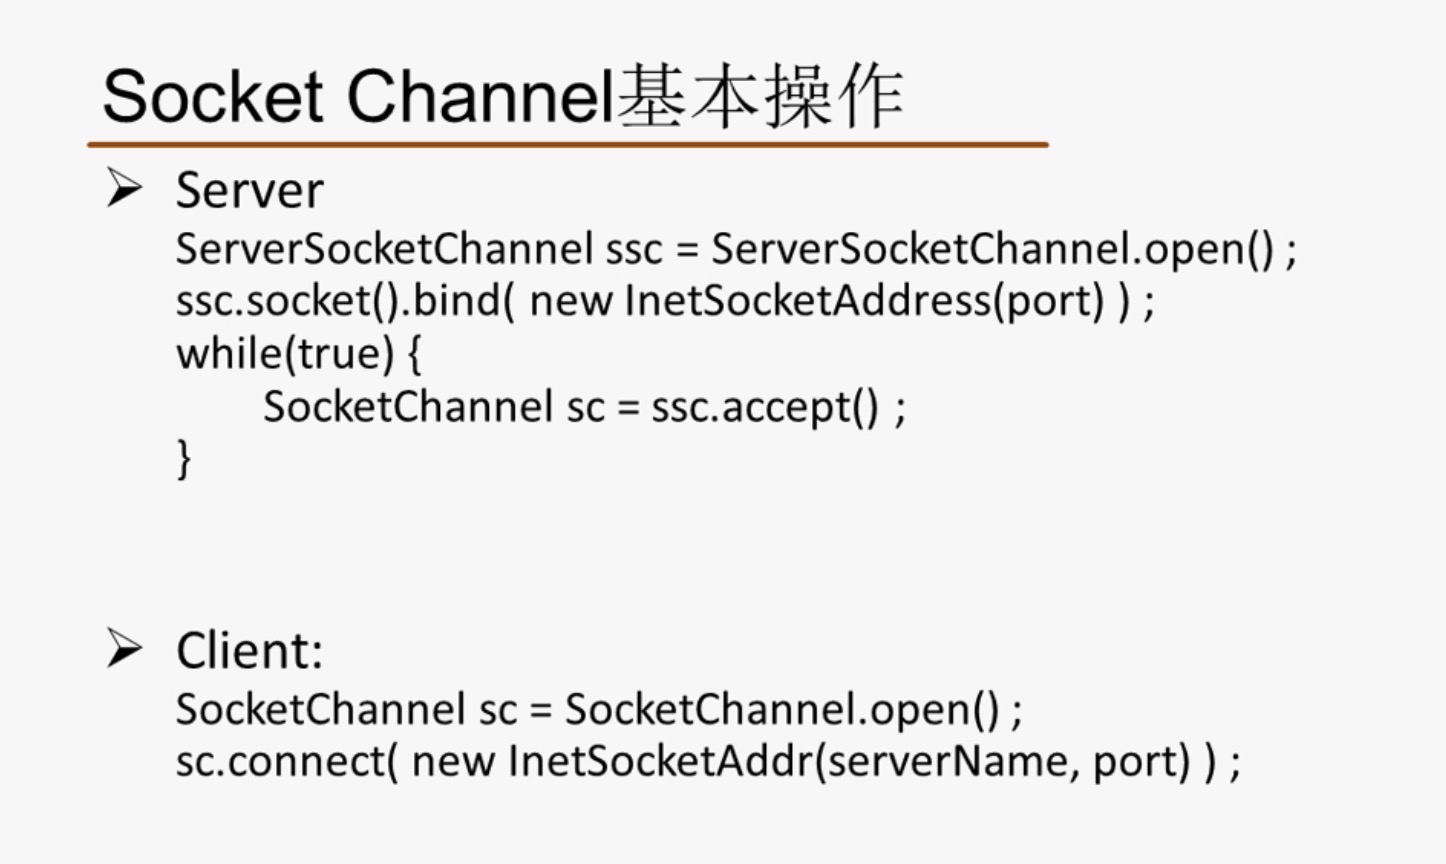 Socket Channel基本操作
➢ Server
ServerSocketChannel ssc = ServerSocketChannel.open() ;
ssc.socket().bind( new InetSocketAddress(port) ) ;
while(true) {
SocketChannel sc = ssc.accept() ;
}
➢ Client:
SocketChannel sc = SocketChannel.open() ;
sc.connect( new InetSocketAddr(serverName, port) ) ;